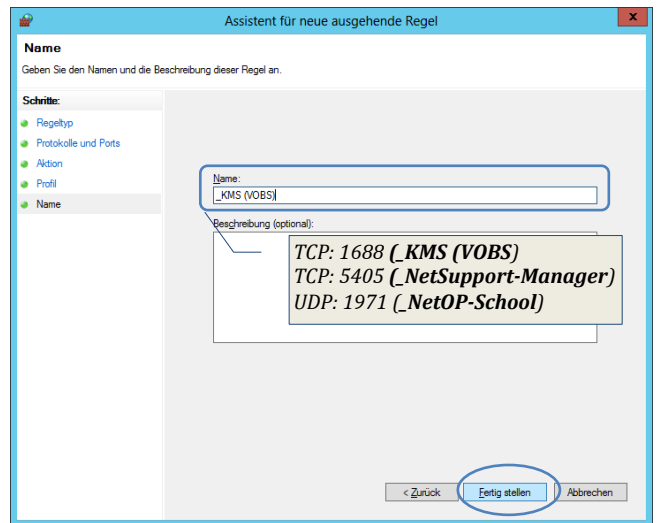 Assistent für neue ausgehende Regel
x
Name
Geben Sie den Namen und die Beschreibung dieser Regel an.
Schritte:
Regeltyp
Protokolle und Ports
Aktion
Profil
Name
Name:
_KMS (VOBS)
Beschreibung (optional):
TCP: 1688 (_KMS (VOBS)
TCP: 5405 (_NetSupport-Manager)
UDP: 1971 (_NetOP-School)
< Zurück
Fertig stellen
Abbrechen